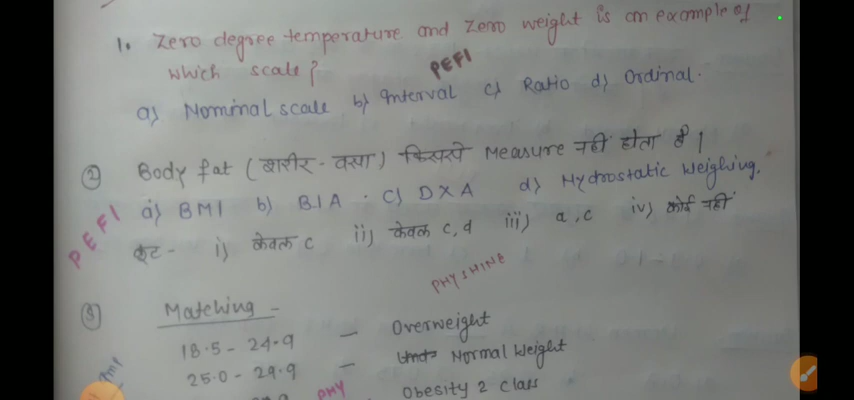 1. Zero degree temperature and Zero weight is an example of
which scale?
PEFI
a) Nominal scale b) Interval c) Ratio d) Ordinal.
② Body fat (शरीर - वसा) किससे Measure नहीं होता है।
a) BMI b) BIA c) DXA d) Hydrostatic Weighing.
PEFI
कूट - i) केवल c ii) केवल c, d iii) a, c iv) कोई नहीं
PHYSHINE
③ Matching -
18.5 - 24.9 — Overweight
25.0 - 29.9 — Normal Weight
PHY
Obesity 2 Class